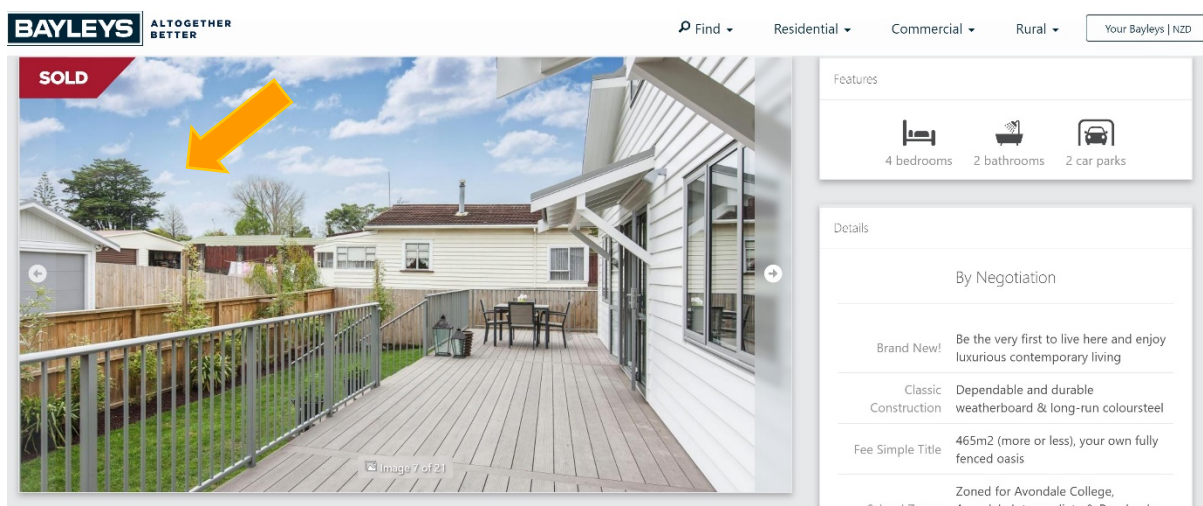 BAYLEYS
ALTOGETHER
BETTER
Find
Residential
Commercial
Rural
Your Bayleys | NZD
SOLD
Image 7 of 21
Features
4 bedrooms
2 bathrooms
2 car parks
Details
By Negotiation
Brand New!
Be the very first to live here and enjoy
luxurious contemporary living
Classic
Construction
Dependable and durable
weatherboard & long-run coloursteel
Fee Simple Title
465m2 (more or less), your own fully
fenced oasis
Zoned for Avondale College,